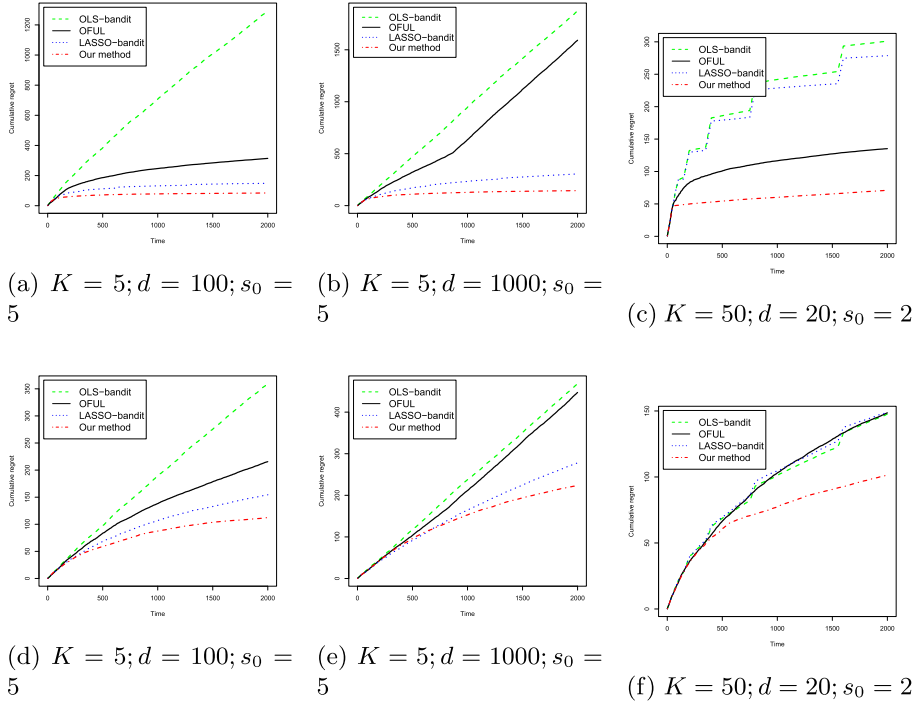 OLS-bandit
OFUL
LASSO-bandit
Our method
Cumulative regret
0 200 400 600 800 1000 1200
0 500 1000 1500 2000
Time
(a) K = 5; d = 100; s0 =
5
OLS-bandit
OFUL
LASSO-bandit
Our method
Cumulative regret
0 500 1500
0 500 1000 1500 2000
Time
(b) K = 5; d = 1000; s0 =
5
OLS-bandit
OFUL
LASSO-bandit
Our method
Cumulative regret
0 50 100 150 200 250 300
0 500 1000 1500 2000
Time
(c) K = 50; d = 20; s0 = 2
OLS-bandit
OFUL
LASSO-bandit
Our method
Cumulative regret
0 50 100 150 200 250 300 350
0 500 1000 1500 2000
Time
(d) K = 5; d = 100; s0 =
5
OLS-bandit
OFUL
LASSO-bandit
Our method
Cumulative regret
0 100 200 300 400
0 500 1000 1500 2000
Time
(e) K = 5; d = 1000; s0 =
5
OLS-bandit
OFUL
LASSO-bandit
Our method
Cumulative regret
0 50 100 150
0 500 1000 1500 2000
Time
(f) K = 50; d = 20; s0 = 2